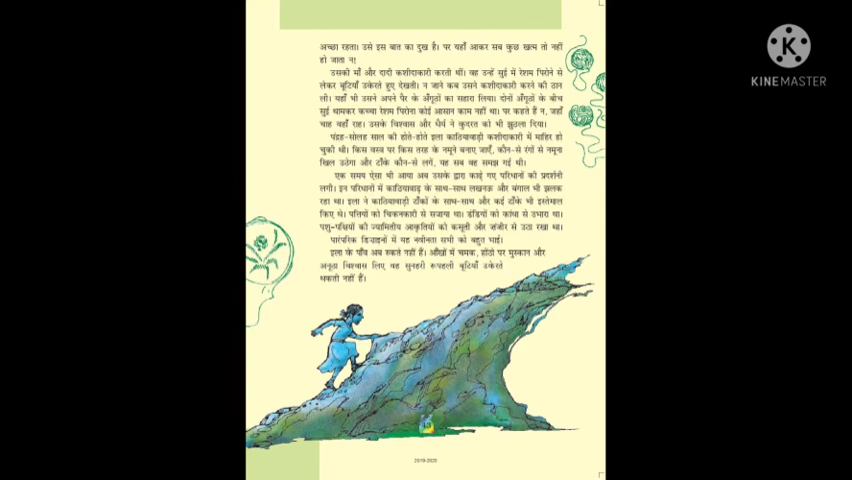 अच्छा रहता। उसे इस बात का दुख है। पर यहाँ आकर सब कुछ खत्म तो नहीं
हो जाता न!
उसकी माँ और दादी कशीदाकारी करती थीं। वह उन्हें सुई में रेशम पिरोने से
लेकर बूटियाँ उकेरते हुए देखती। न जाने कब उसने कशीदाकारी करने की ठान
ली। यहाँ भी उसने अपने पैर के अँगूठों का सहारा लिया। दोनों अँगूठों के बीच
सुई थामकर कच्चा रेशम पिरोना कोई आसान काम नहीं था। पर कहते हैं न, जहाँ
चाह वहाँ राह। उसके विश्वास और धैर्य ने कुदरत को भी झुठला दिया।
पंद्रह-सोलह साल की होते-होते इला काठियावाड़ी कशीदाकारी में माहिर हो
चुकी थी। किस वस्त्र पर किस तरह के नमूने बनाए जाएँ, कौन-से रंगों से नमूना
खिल उठेगा और टाँके कौन-से लगें, यह सब वह समझ गई थी।
एक समय ऐसा भी आया जब उसके द्वारा काढ़े गए परिधानों की प्रदर्शनी
लगी। इन परिधानों में काठियावाड़ के साथ-साथ लखनऊ और बंगाल भी झलक
रहा था। इला ने काठियावाड़ी टाँकों के साथ-साथ और कई टाँके भी इस्तेमाल
किए थे। पत्तियों को चिकनकारी से सजाया था। डंडियों को कांथा से उभारा था।
पशु-पक्षियों की ज्यामितीय आकृतियों को कसूती और जंजीर से उठा रखा था।
पारंपरिक डिज़ाइनों में यह नवीनता सभी को बहुत भाई।
इला के पाँव अब रुकते नहीं हैं। आँखों में चमक, होंठों पर मुस्कान और
अनूठा विश्वास लिए वह सुनहरी रूपहली बूटियाँ उकेरते
थकती नहीं हैं।
K
KINEMASTER
13
2019-2020